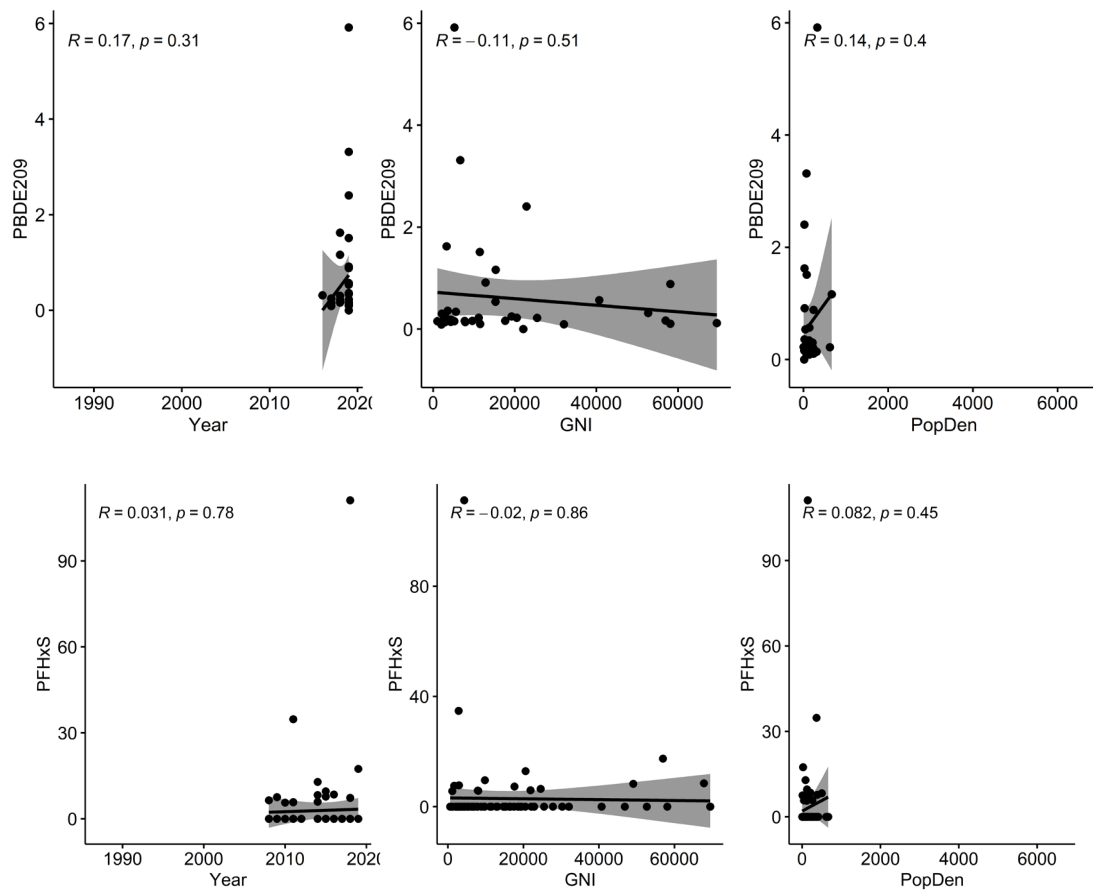 R = 0.17, p = 0.31
PBDE209
6
4
2
0
1990 2000 2010 202(
Year
R = −0.11, p = 0.51
PBDE209
6
4
2
0
0 20000 40000 60000
GNI
R = 0.14, p = 0.4
PBDE209
6
4
2
0
0 2000 4000 6000
PopDen
R = 0.031, p = 0.78
PFHxS
90
60
30
0
1990 2000 2010 202(
Year
R = −0.02, p = 0.86
PFHxS
80
40
0
0 20000 40000 60000
GNI
R = 0.082, p = 0.45
PFHxS
90
60
30
0
0 2000 4000 6000
PopDen